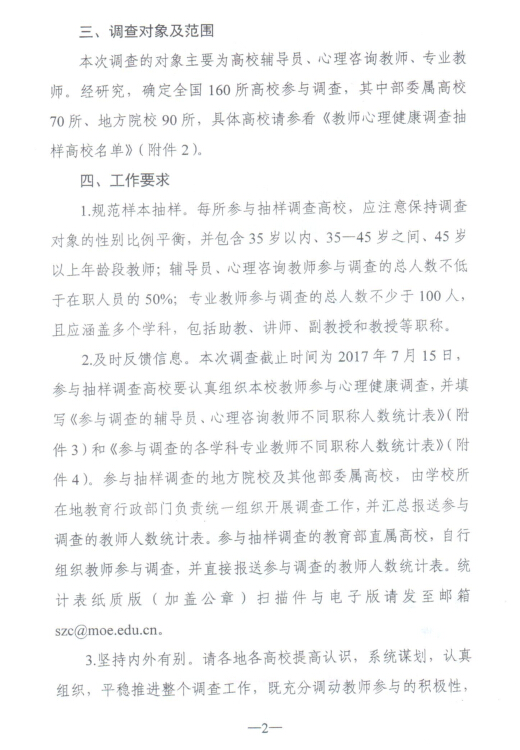 三、调查对象及范围
本次调查的对象主要为高校辅导员、心理咨询教师、专业教
师。经研究，确定全国 160 所高校参与调查，其中部委属高校
70 所、地方院校 90 所，具体高校请参看《教师心理健康调查抽
样高校名单》（附件 2）。
四、工作要求
1.规范样本抽样。每所参与抽样调查高校，应注意保持调查
对象的性别比例平衡，并包含 35 岁以内、35—45 岁之间、45 岁
以上年龄段教师；辅导员、心理咨询教师参与调查的总人数不低
于在职人员的 50%；专业教师参与调查的总人数不少于 100 人，
且应涵盖多个学科，包括助教、讲师、副教授和教授等职称。
2.及时反馈信息。本次调查截止时间为 2017 年 7 月 15 日，
参与抽样调查高校要认真组织本校教师参与心理健康调查，并填
写《参与调查的辅导员、心理咨询教师不同职称人数统计表》（附
件 3）和《参与调查的各学科专业教师不同职称人数统计表》（附
件 4）。参与抽样调查的地方院校及其他部委属高校，由学校所
在地教育行政部门负责统一组织开展调查工作，并汇总报送参与
调查的教师人数统计表。参与抽样调查的教育部直属高校，自行
组织教师参与调查，并直接报送参与调查的教师人数统计表。统
计表纸质版（加盖公章）扫描件与电子版请发至邮箱
szc@moe.edu.cn。
3.坚持内外有别。请各地各高校提高认识，系统谋划，认真
组织，平稳推进整个调查工作，既充分调动教师参与的积极性，
—2—